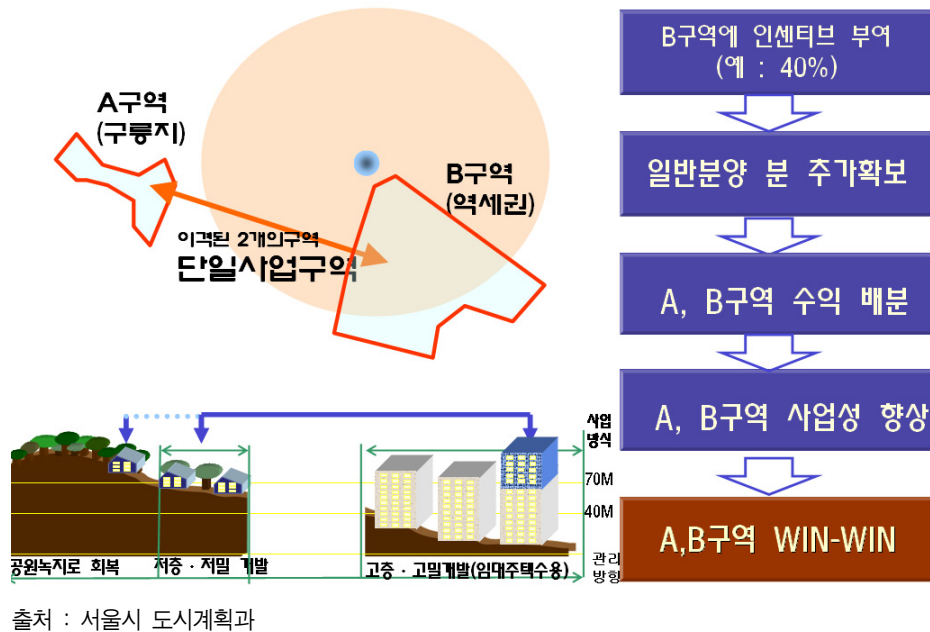 A구역
(구릉지)
B구역
(역세권)
이격된 2개의구역
단일사업구역
B구역에 인센티브 부여
(예 : 40%)
일반분양 분 추가확보
A, B구역 수익 배분
A, B구역 사업성 향상
A,B구역 WIN-WIN
사업
방식
70M
40M
관리
방향
공원녹지로 회복
저층 · 저밀 개발
고층 · 고밀개발(임대주택수용)
출처 : 서울시 도시계획과